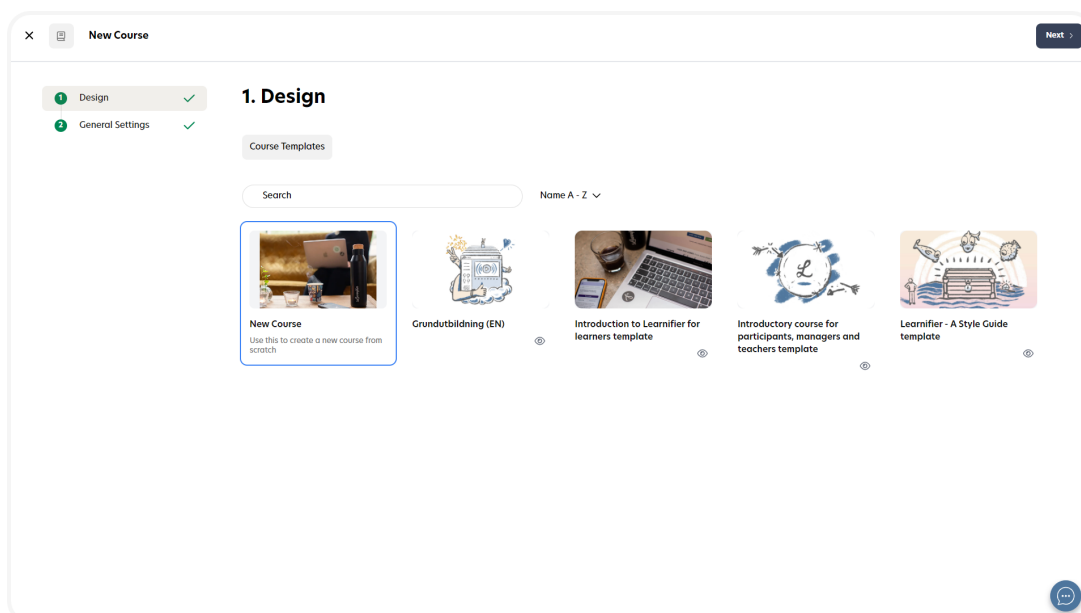 New Course
Next
1 Design
2 General Settings
1. Design
Course Templates
Search
Name A - Z
New Course
Use this to create a new course from
scratch
Grundutbildning (EN)
Introduction to Learnifier for
learners template
Introductory course for
participants, managers and
teachers template
L
Learnifier - A Style Guide
template